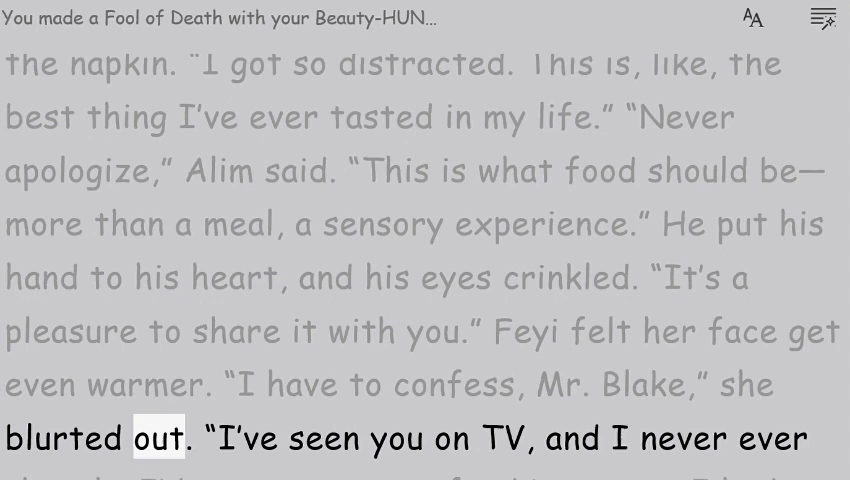 You made a Fool of Death with your Beauty-HUN...
the napkin. “I got so distracted. This is, like, the
best thing I’ve ever tasted in my life.” “Never
apologize,” Alim said. “This is what food should be—
more than a meal, a sensory experience.” He put his
hand to his heart, and his eyes crinkled. “It’s a
pleasure to share it with you.” Feyi felt her face get
even warmer. “I have to confess, Mr. Blake,” she
blurted out. “I’ve seen you on TV, and I never ever